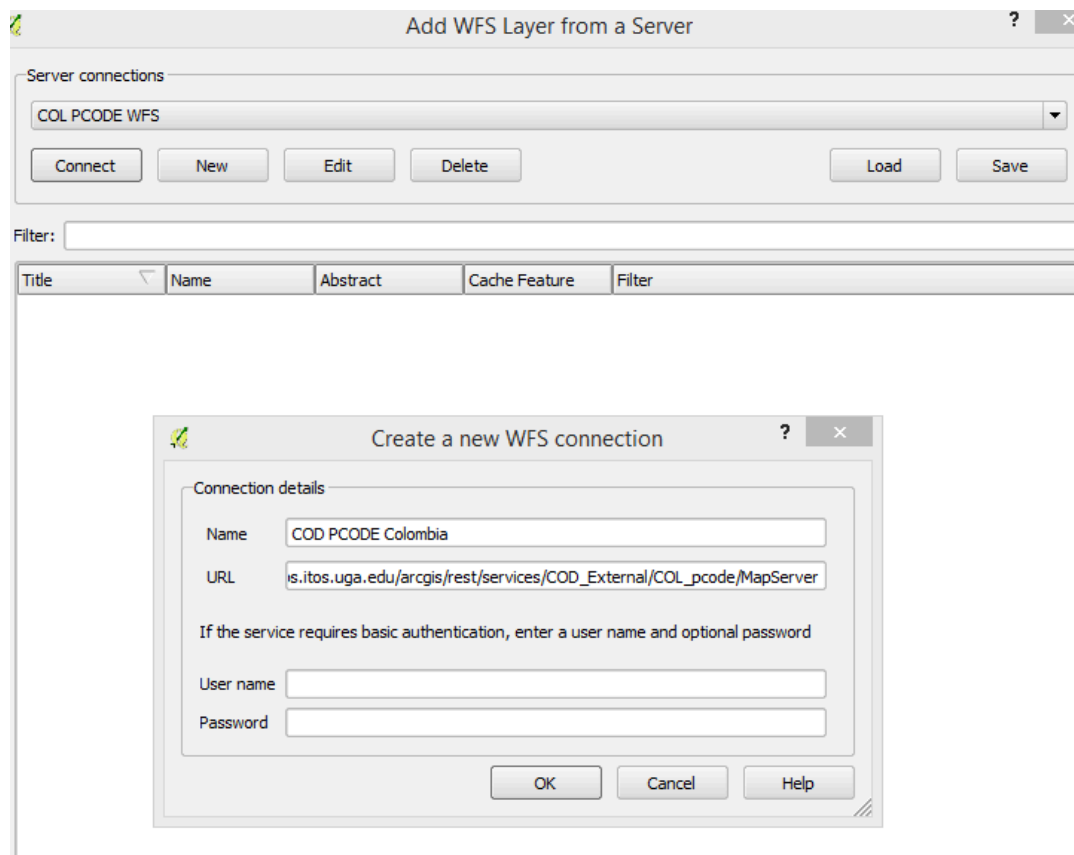 Add WFS Layer from a Server
?
Server connections
COL PCODE WFS
Connect New Edit Delete Load Save
Filter:
Title Name Abstract Cache Feature Filter
Create a new WFS connection
?
Connection details
Name COD PCODE Colombia
URL s.itos.uga.edu/arcgis/rest/services/COD_External/COL_pcode/MapServer
If the service requires basic authentication, enter a user name and optional password
User name
Password
OK Cancel Help